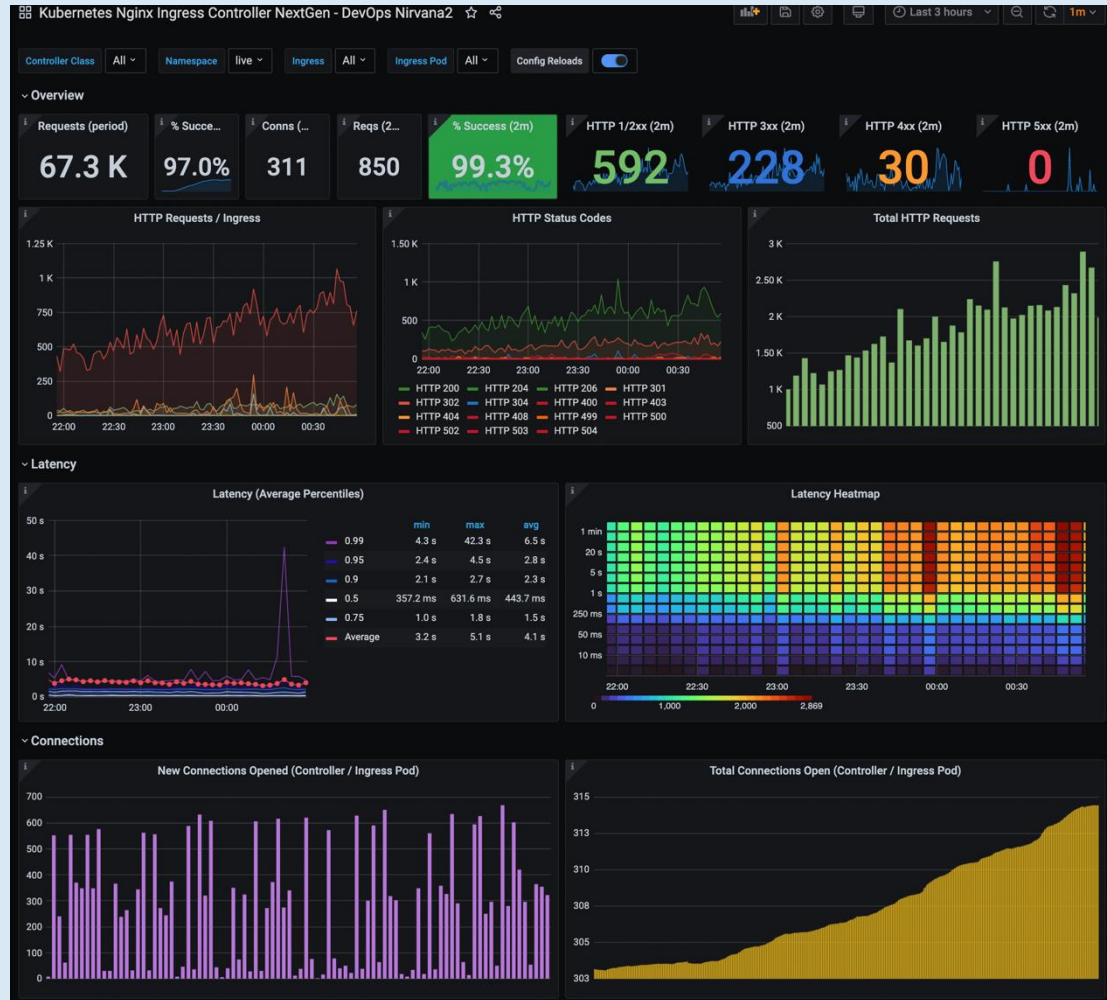 Kubernetes Nginx Ingress Controller NextGen - DevOps Nirvana2
Last 3 hours
1m
Controller Class All Namespace live Ingress All Ingress Pod All Config Reloads
Overview
Requests (period) % Succe... Conns (... Reqs (2... % Success (2m) HTTP 1/2xx (2m) HTTP 3xx (2m) HTTP 4xx (2m) HTTP 5xx (2m)
67.3 K 97.0% 311 850 99.3% 592 228 30 0
HTTP Requests / Ingress
1.25 K
1 K
750
500
250
0
22:00 22:30 23:00 23:30 00:00 00:30
HTTP Status Codes
1.50 K
1 K
500
0
22:00 22:30 23:00 23:30 00:00 00:30
HTTP 200 HTTP 204 HTTP 206 HTTP 301
HTTP 302 HTTP 304 HTTP 400 HTTP 403
HTTP 404 HTTP 408 HTTP 499 HTTP 500
HTTP 502 HTTP 503 HTTP 504
Total HTTP Requests
3 K
2.50 K
2 K
1.50 K
1 K
500
Latency
Latency (Average Percentiles)
50 s
40 s
30 s
20 s
10 s
0 s
22:00 23:00 00:00
min max avg
0.99 4.3 s 42.3 s 6.5 s
0.95 2.4 s 4.5 s 2.8 s
0.9 2.1 s 2.7 s 2.3 s
0.5 357.2 ms 631.6 ms 443.7 ms
0.75 1.0 s 1.8 s 1.5 s
Average 3.2 s 5.1 s 4.1 s
Latency Heatmap
1 min
20 s
5 s
1 s
250 ms
50 ms
10 ms
22:00 22:30 23:00 23:30 00:00 00:30
0 1,000 2,000 2,869
Connections
New Connections Opened (Controller / Ingress Pod)
700
600
500
400
300
200
100
0
Total Connections Open (Controller / Ingress Pod)
315
313
310
308
305
303